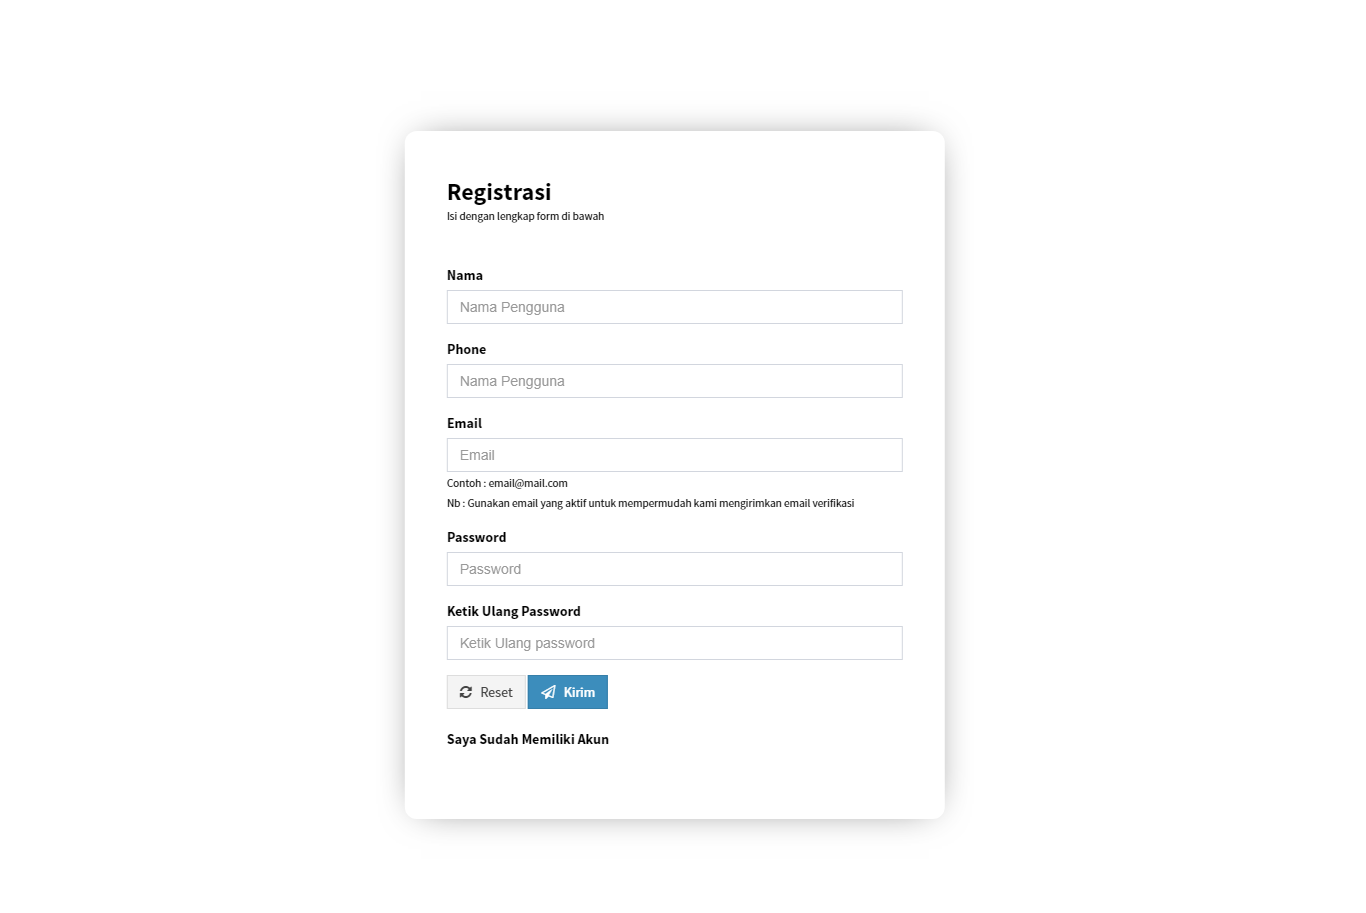 Registrasi
Isi dengan lengkap form di bawah
Nama
Nama Pengguna
Phone
Nama Pengguna
Email
Email
Contoh : email@mail.com
Nb : Gunakan email yang aktif untuk mempermudah kami mengirimkan email verifikasi
Password
Password
Ketik Ulang Password
Ketik Ulang password
Reset Kirim
Saya Sudah Memiliki Akun